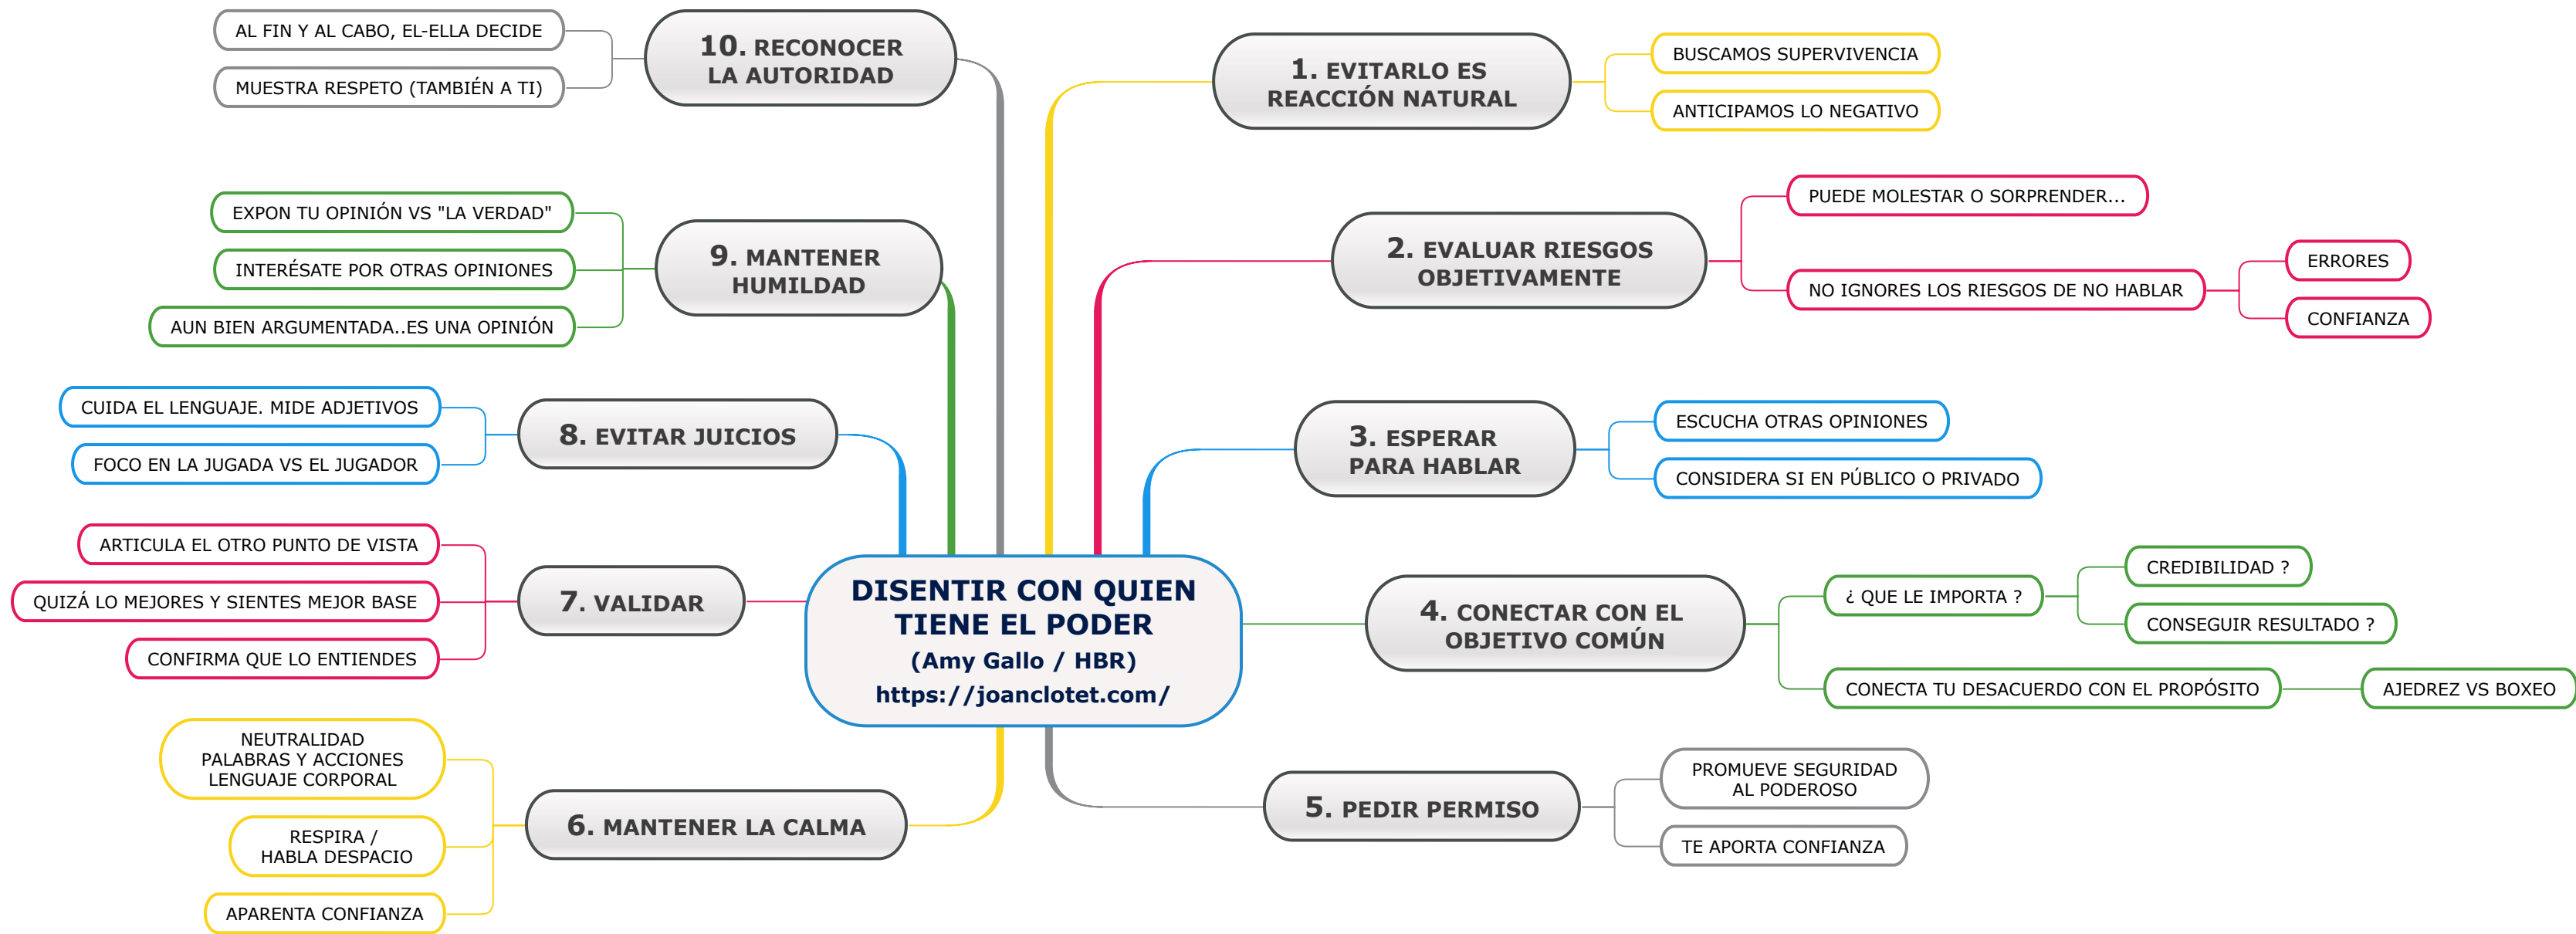 DISENTIR CON QUIEN
TIENE EL PODER
(Amy Gallo / HBR)
https://joanclotet.com/
1. EVITARLO ES
REACCIÓN NATURAL
BUSCAMOS SUPERVIVENCIA
ANTICIPAMOS LO NEGATIVO
2. EVALUAR RIESGOS
OBJETIVAMENTE
PUEDE MOLESTAR O SORPRENDER...
NO IGNORES LOS RIESGOS DE NO HABLAR
ERRORES
CONFIANZA
3. ESPERAR
PARA HABLAR
ESCUCHA OTRAS OPINIONES
CONSIDERA SI EN PÚBLICO O PRIVADO
4. CONECTAR CON EL
OBJETIVO COMÚN
¿ QUE LE IMPORTA ?
CREDIBILIDAD ?
CONSEGUIR RESULTADO ?
CONECTA TU DESACUERDO CON EL PROPÓSITO
AJEDREZ VS BOXEO
5. PEDIR PERMISO
PROMUEVE SEGURIDAD
AL PODEROSO
TE APORTA CONFIANZA
6. MANTENER LA CALMA
NEUTRALIDAD
PALABRAS Y ACCIONES
LENGUAJE CORPORAL
RESPIRA /
HABLA DESPACIO
APARENTA CONFIANZA
7. VALIDAR
ARTICULA EL OTRO PUNTO DE VISTA
QUIZÁ LO MEJORES Y SIENTES MEJOR BASE
CONFIRMA QUE LO ENTIENDES
8. EVITAR JUICIOS
CUIDA EL LENGUAJE. MIDE ADJETIVOS
FOCO EN LA JUGADA VS EL JUGADOR
9. MANTENER
HUMILDAD
EXPON TU OPINIÓN VS "LA VERDAD"
INTERÉSATE POR OTRAS OPINIONES
AUN BIEN ARGUMENTADA..ES UNA OPINIÓN
10. RECONOCER
LA AUTORIDAD
AL FIN Y AL CABO, EL-ELLA DECIDE
MUESTRA RESPETO (TAMBIÉN A TI)